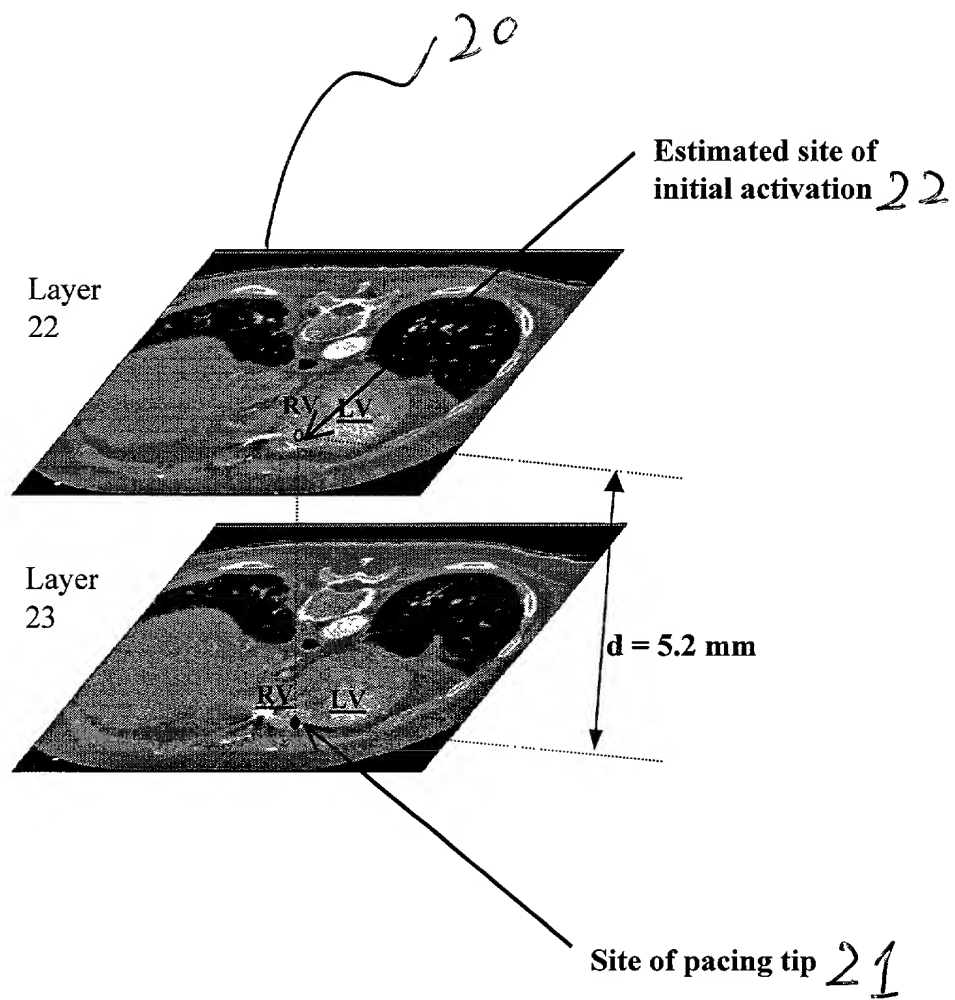 20
Estimated site of
initial activation 22
Layer
22
RV LV
Layer
23
d = 5.2 mm
RV LV
Site of pacing tip 21